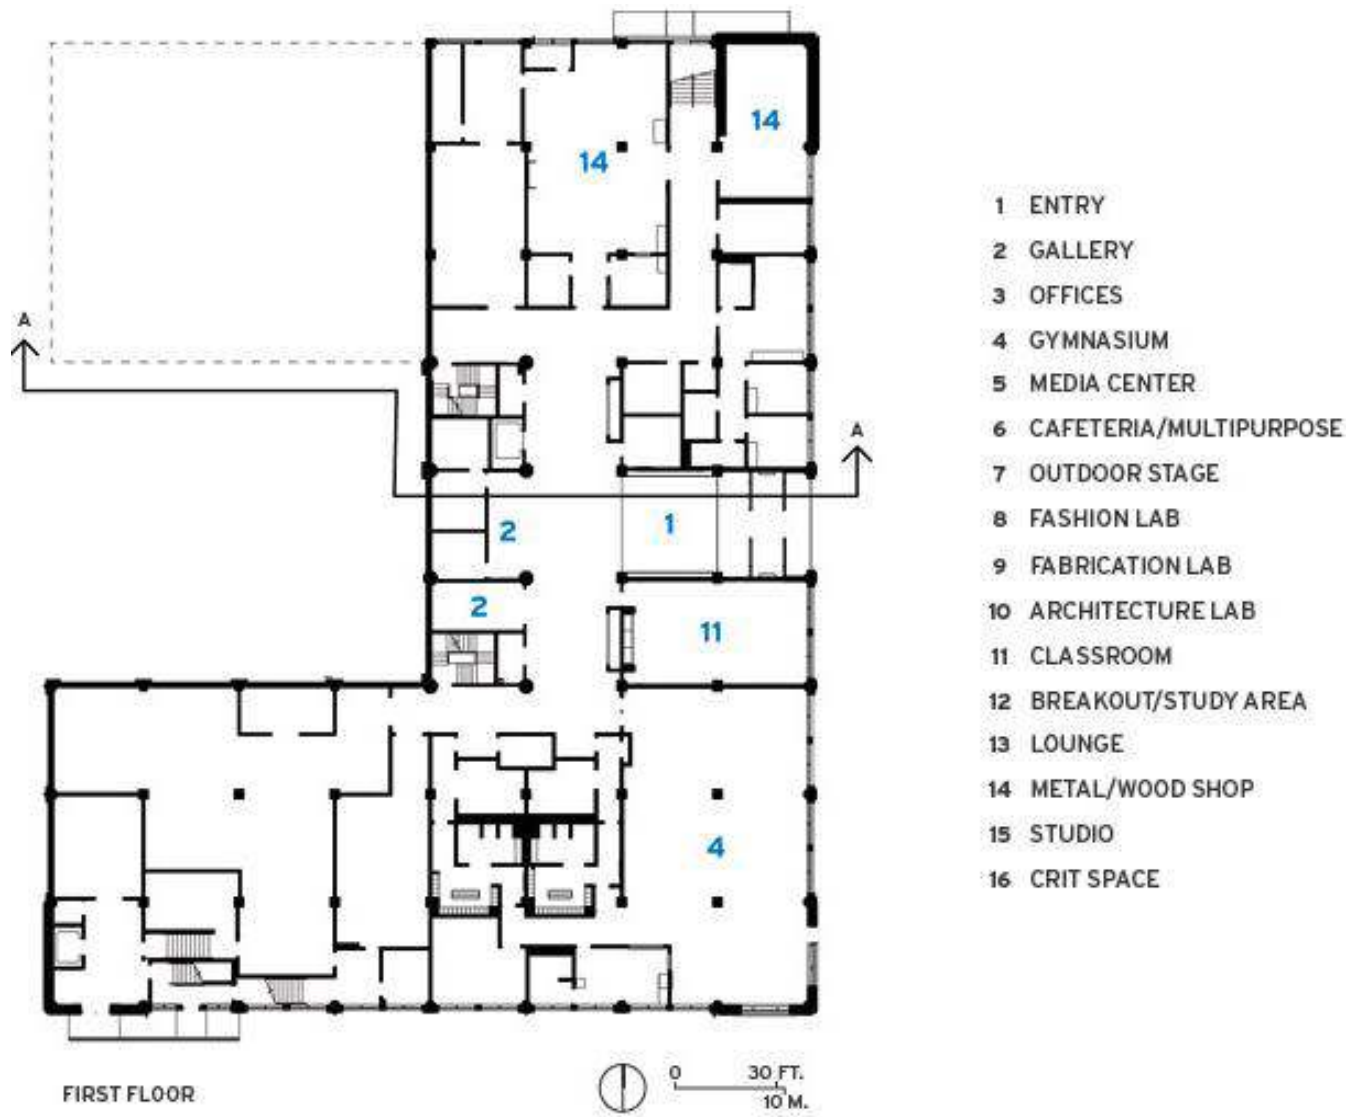 14
14
A
A
2
1
2
11
4
1 ENTRY
2 GALLERY
3 OFFICES
4 GYMNASIUM
5 MEDIA CENTER
6 CAFETERIA/MULTIPURPOSE
7 OUTDOOR STAGE
8 FASHION LAB
9 FABRICATION LAB
10 ARCHITECTURE LAB
11 CLASSROOM
12 BREAKOUT/STUDY AREA
13 LOUNGE
14 METAL/WOOD SHOP
15 STUDIO
16 CRIT SPACE
FIRST FLOOR
0 30 FT.
10 M.